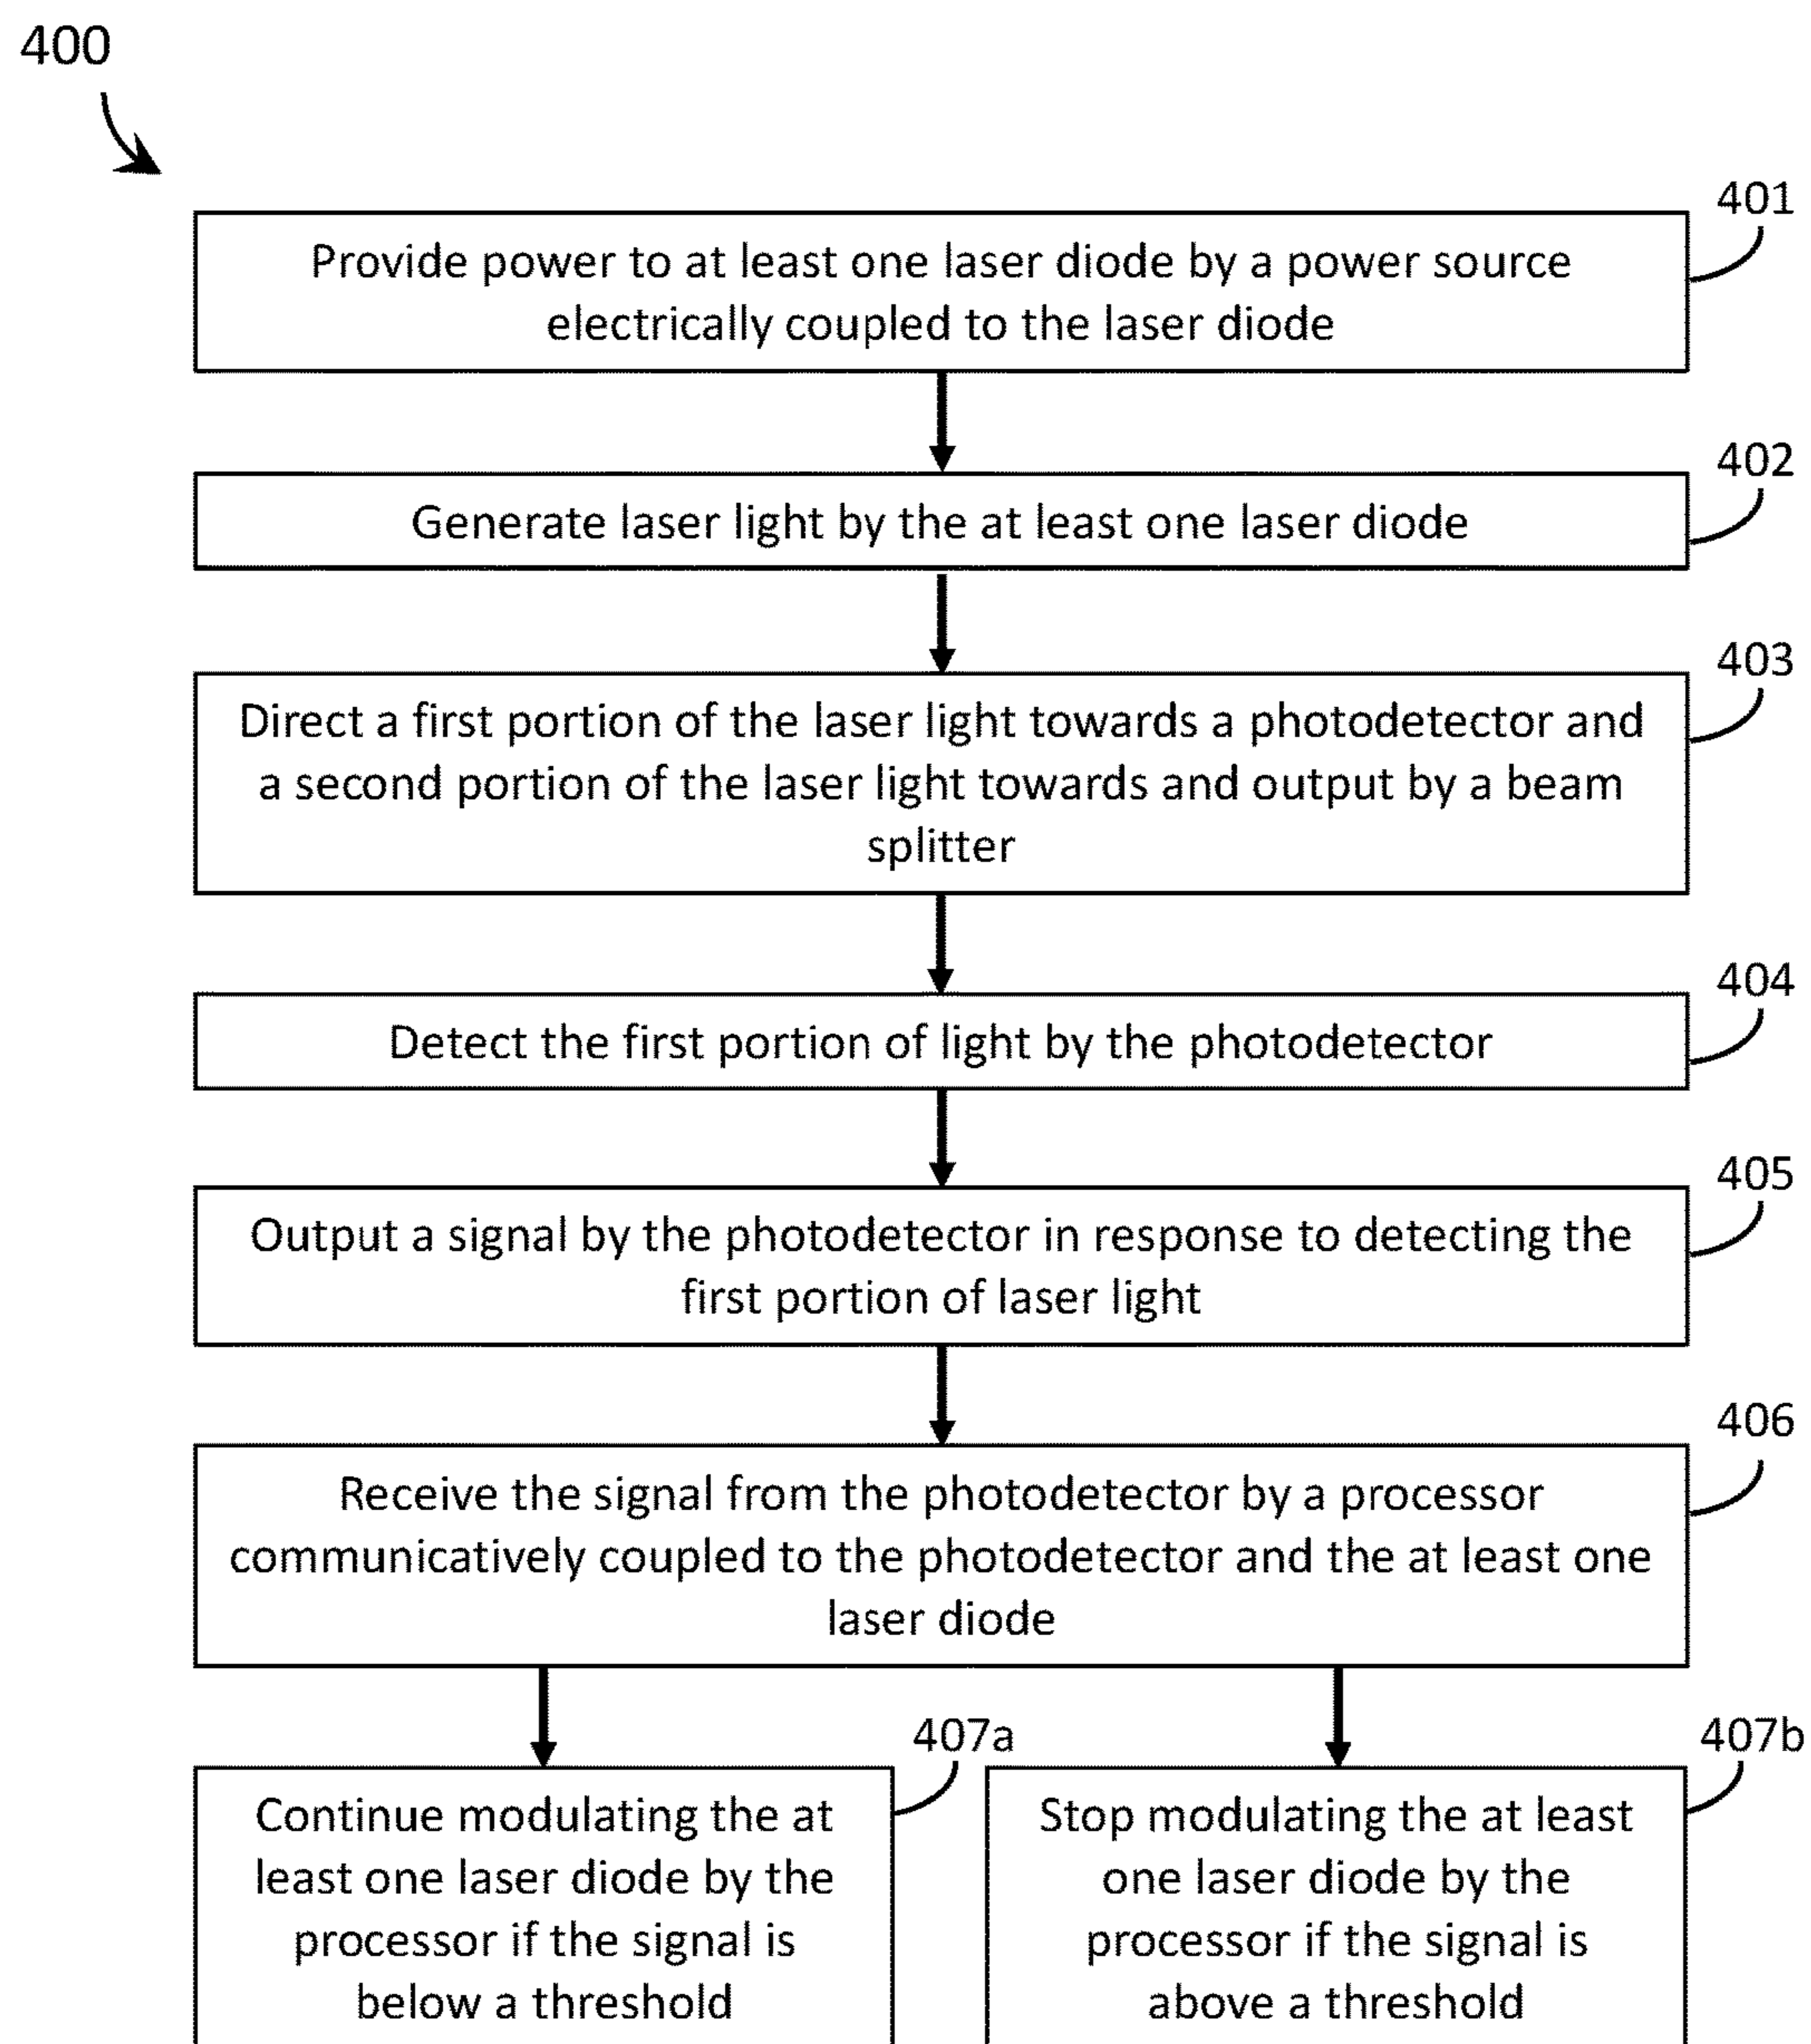 400
401
Provide power to at least one laser diode by a power source
electrically coupled to the laser diode
402
Generate laser light by the at least one laser diode
403
Direct a first portion of the laser light towards a photodetector and
a second portion of the laser light towards and output by a beam
splitter
404
Detect the first portion of light by the photodetector
405
Output a signal by the photodetector in response to detecting the
first portion of laser light
406
Receive the signal from the photodetector by a processor
communicatively coupled to the photodetector and the at least one
laser diode
407a
Continue modulating the at
least one laser diode by the
processor if the signal is
below a threshold
407b
Stop modulating the at least
one laser diode by the
processor if the signal is
above a threshold